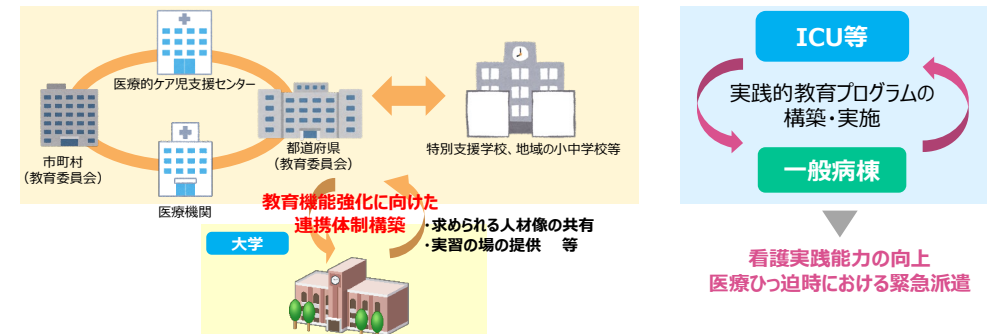 医療的ケア児支援センター
市町村
（教育委員会）
都道府県
（教育委員会）
特別支援学校、地域の小中学校等
医療機関
教育機能強化に向けた
連携体制構築
・求められる人材像の共有
・実習の場の提供　等
大学
ICU等
実践的教育プログラムの
構築・実施
一般病棟
看護実践能力の向上
医療ひっ迫時における緊急派遣